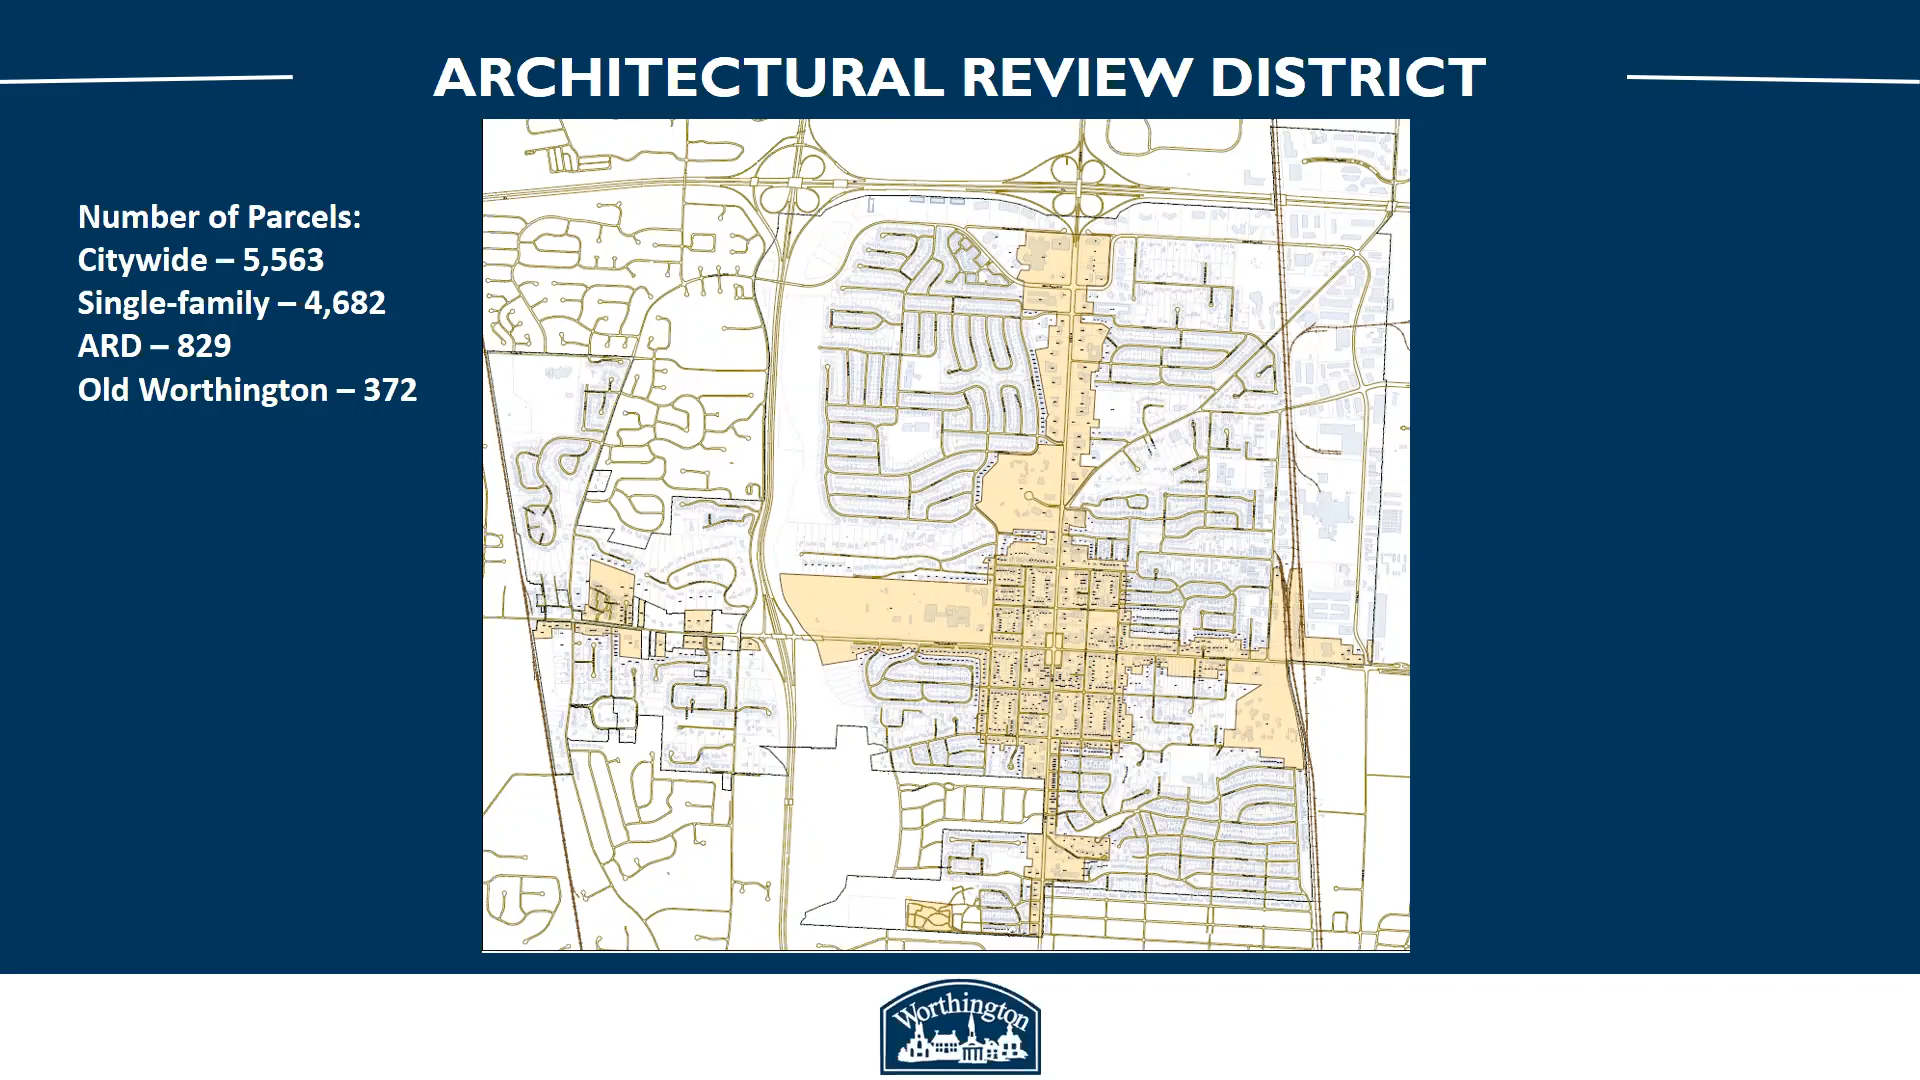 ARCHITECTURAL REVIEW DISTRICT
Number of Parcels:
Citywide – 5,563
Single-family – 4,682
ARD – 829
Old Worthington – 372
Worthington